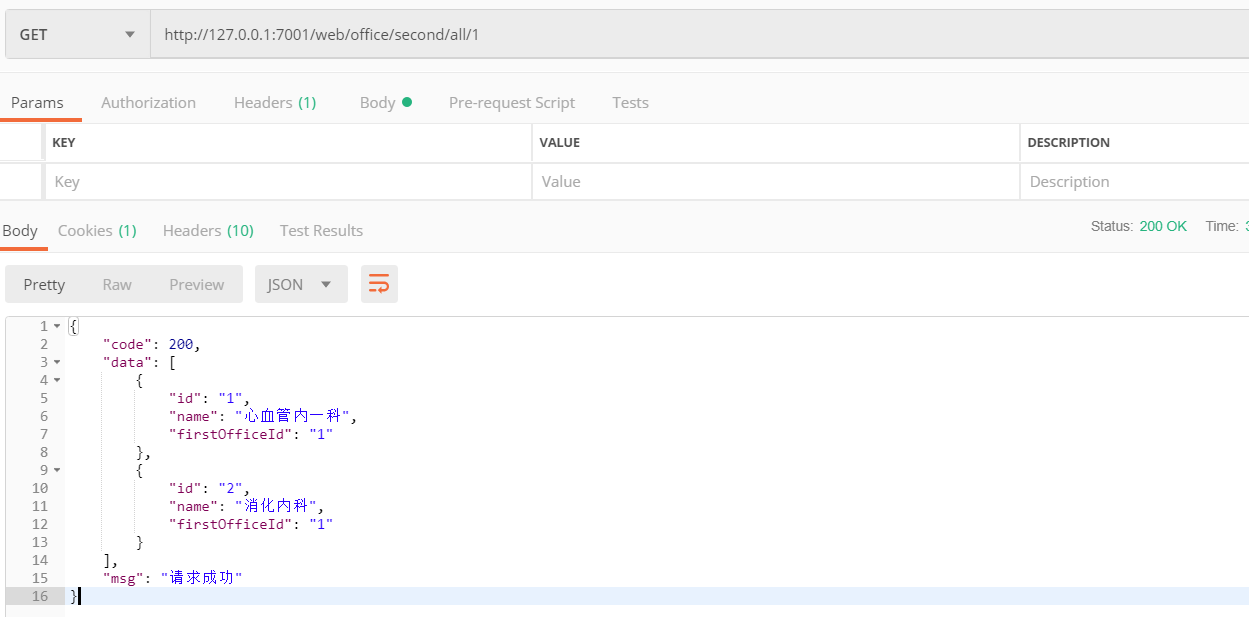 GET http://127.0.0.1:7001/web/office/second/all/1
Params Authorization Headers (1) Body Pre-request Script Tests
KEY VALUE DESCRIPTION
Key Value Description
Body Cookies (1) Headers (10) Test Results Status: 200 OK Time:
Pretty Raw Preview JSON
1 {
2 "code": 200,
3 "data": [
4 {
5 "id": "1",
6 "name": "心血管内一科",
7 "firstOfficeId": "1"
8 },
9 {
10 "id": "2",
11 "name": "消化内科",
12 "firstOfficeId": "1"
13 }
14 ],
15 "msg": "请求成功"
16 }